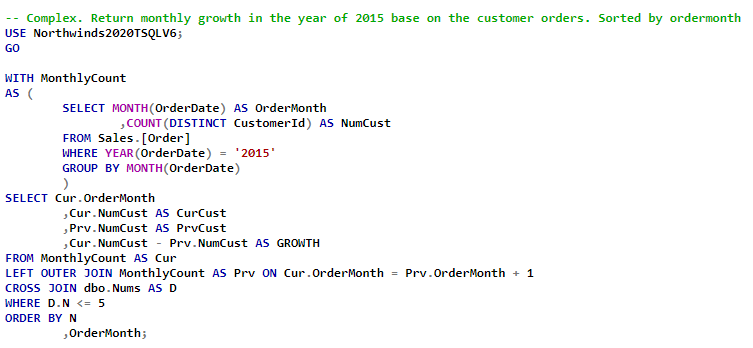 -- Complex. Return monthly growth in the year of 2015 base on the customer orders. Sorted by ordermonth
USE Northwinds2020TSQLV6;
GO
WITH MonthlyCount
AS (
SELECT MONTH(OrderDate) AS OrderMonth
,COUNT(DISTINCT CustomerId) AS NumCust
FROM Sales.[Order]
WHERE YEAR(OrderDate) = '2015'
GROUP BY MONTH(OrderDate)
)
SELECT Cur.OrderMonth
,Cur.NumCust AS CurCust
,Prv.NumCust AS PrvCust
,Cur.NumCust - Prv.NumCust AS GROWTH
FROM MonthlyCount AS Cur
LEFT OUTER JOIN MonthlyCount AS Prv ON Cur.OrderMonth = Prv.OrderMonth + 1
CROSS JOIN dbo.Nums AS D
WHERE D.N <= 5
ORDER BY N
,OrderMonth;